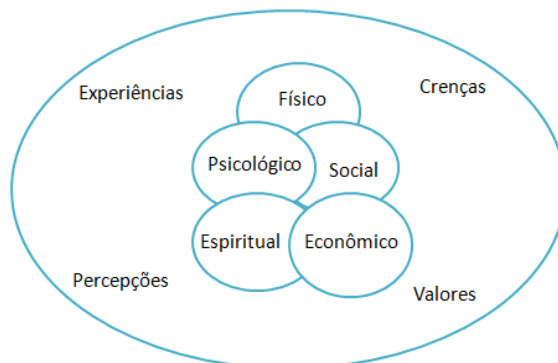 Experiências
Crenças
Físico
Psicológico
Social
Espiritual
Econômico
Percepções
Valores